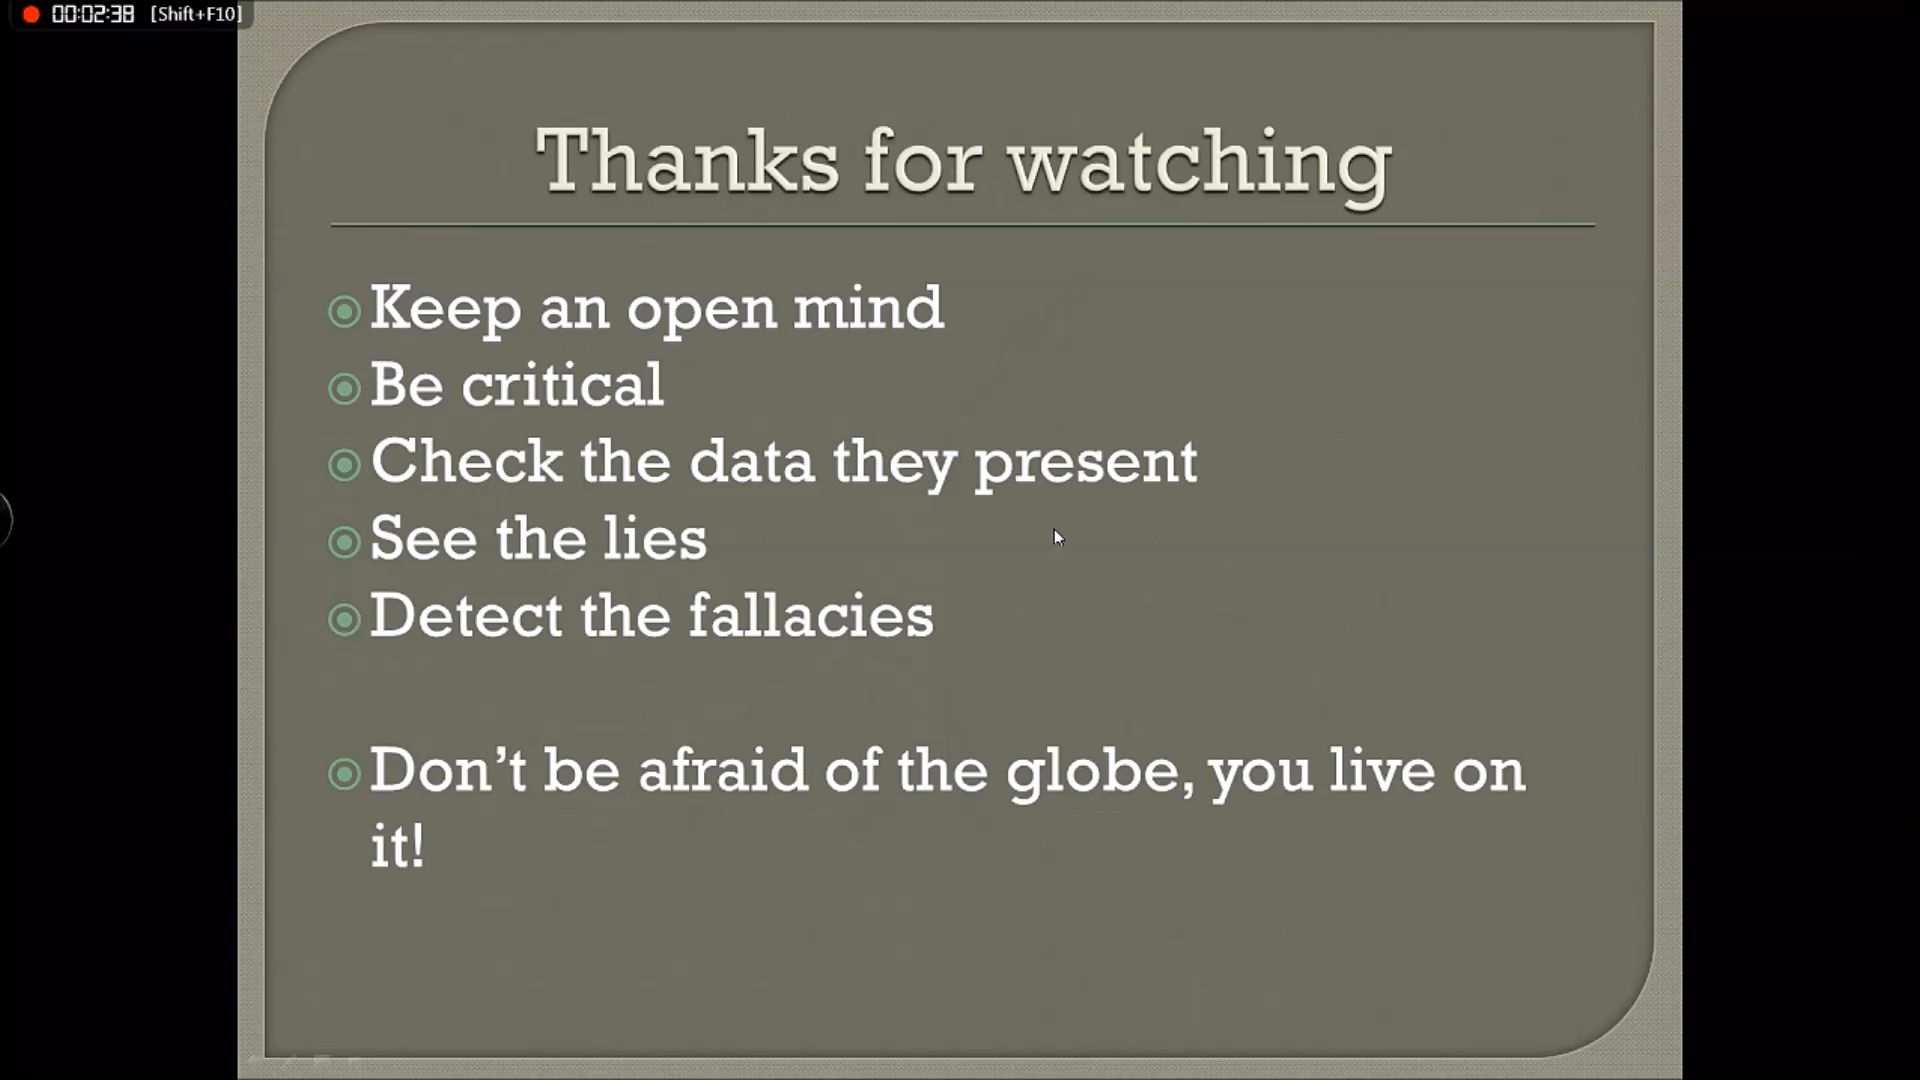 00:02:38 [Shift+F10]
Thanks for watching
Keep an open mind
Be critical
Check the data they present
See the lies
Detect the fallacies
Don’t be afraid of the globe, you live on
it!